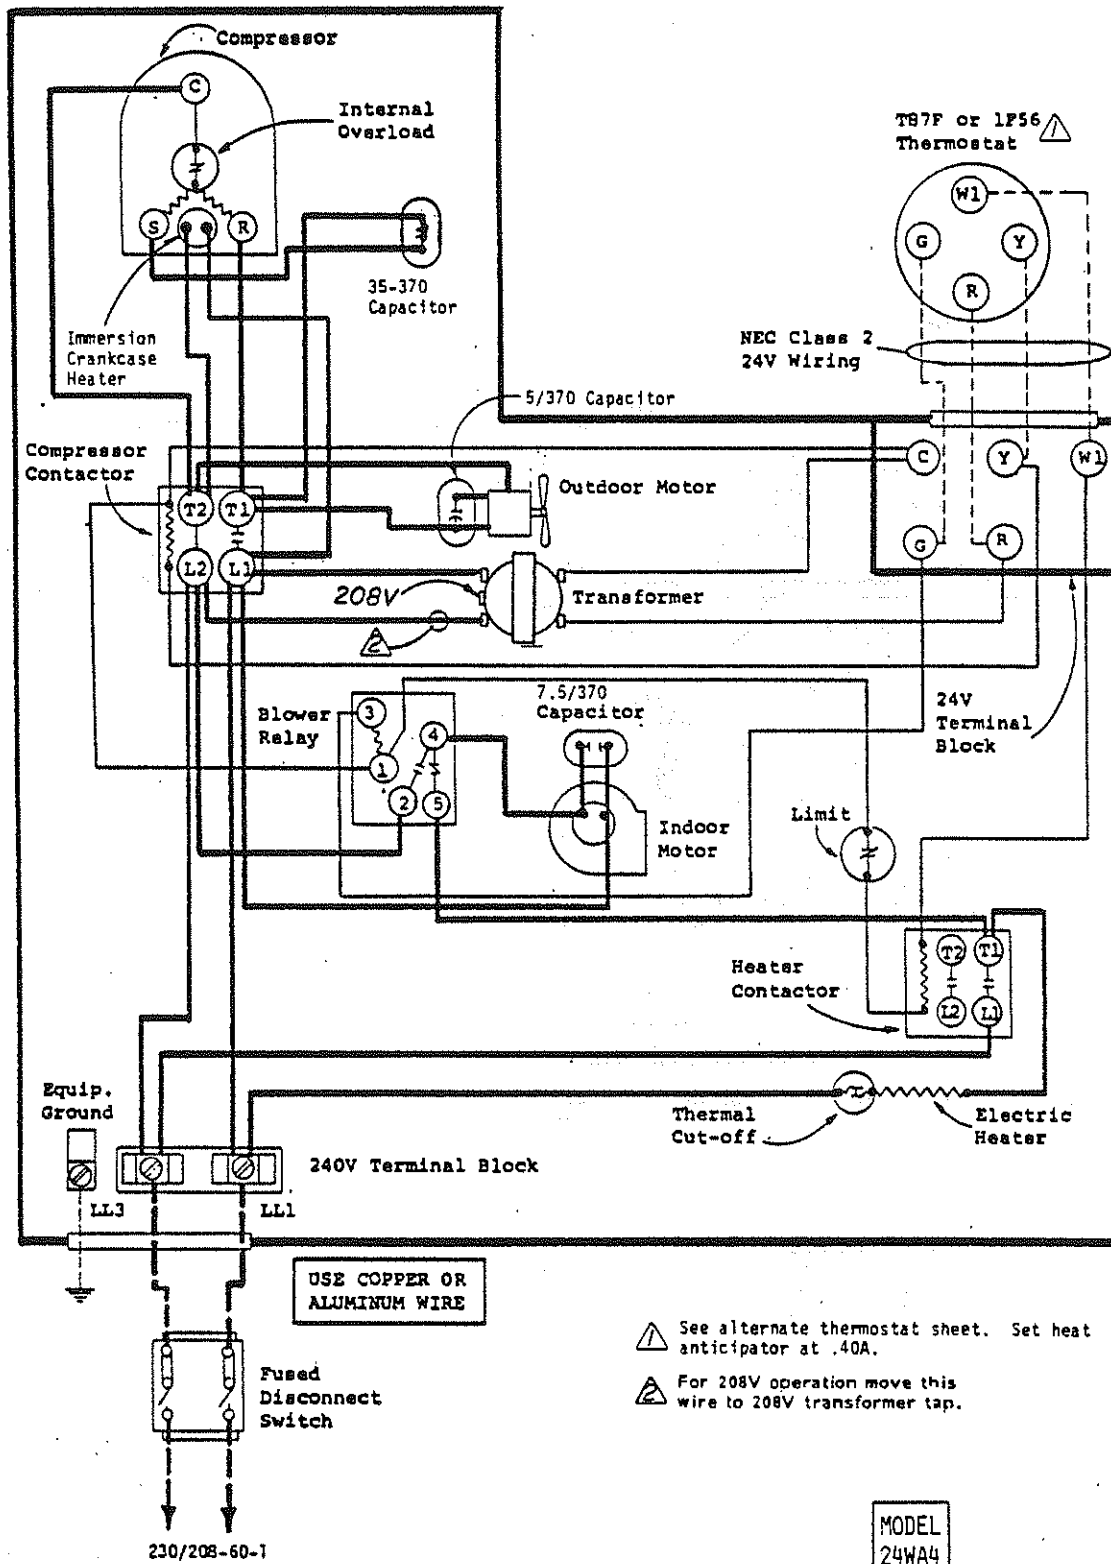 Compressor
C
Internal
Overload
S
R
35-370
Capacitor
Immersion
Crankcase
Heater
T87F or 1F56 1
Thermostat
W1
G
Y
R
NEC Class 2
24V Wiring
5/370 Capacitor
Compressor
Contactor
T2
T1
L2
L1
Outdoor Motor
208V
2
Transformer
C
Y
W1
G
R
24V
Terminal
Block
Blower
Relay
3
4
1
2
5
7.5/370
Capacitor
Indoor
Motor
Limit
Heater
Contactor
T2
T1
L2
L1
Equip.
Ground
Thermal
Cut-off
Electric
Heater
240V Terminal Block
LL3
LL1
USE COPPER OR
ALUMINUM WIRE
Fused
Disconnect
Switch
230/208-60-1
1 See alternate thermostat sheet. Set heat
anticipator at .40A.
2 For 208V operation move this
wire to 208V transformer tap.
MODEL
24WA4